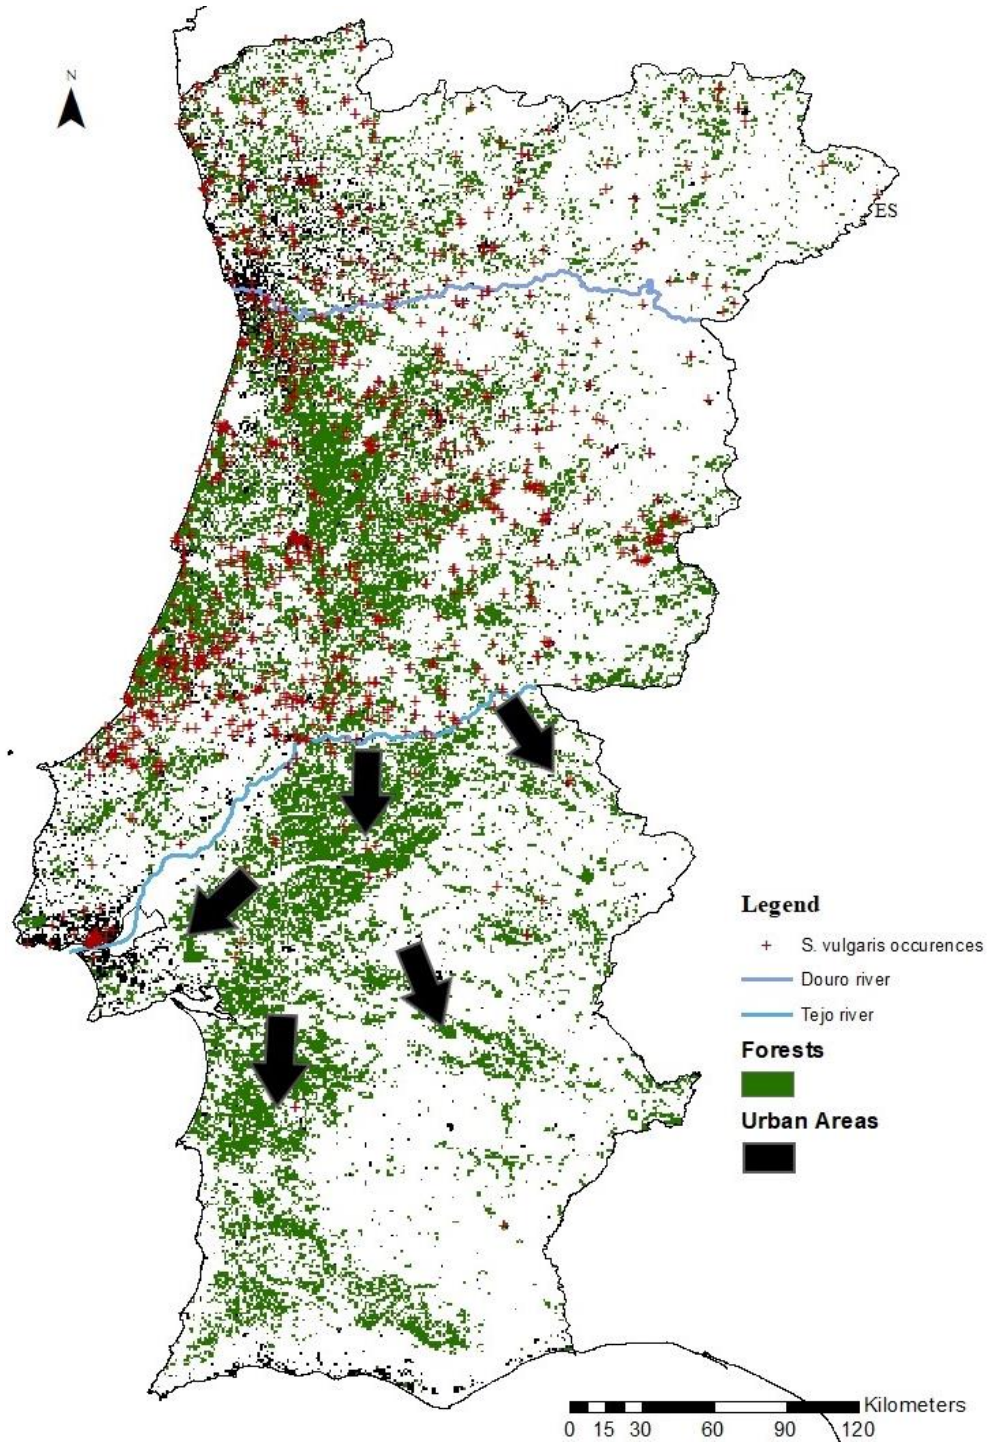 N
ES
Legend
S. vulgaris occurences
Douro river
Tejo river
Forests
Urban Areas
Kilometers
0 15 30 60 90 120